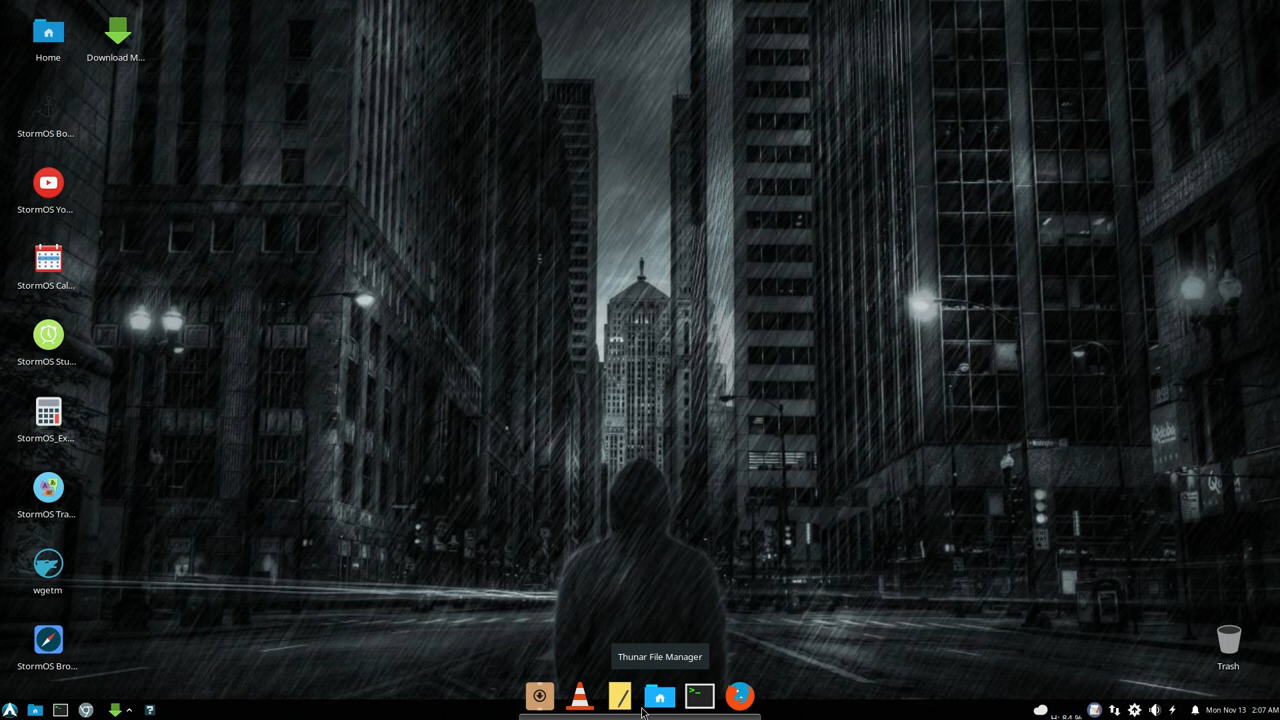 Home
Download M...
StormOS Bo...
StormOS Yo...
StormOS Cal...
StormOS Stu...
StormOS_Ex...
StormOS Tra...
wgetm
StormOS Bro...
Thunar File Manager
Trash
Mon Nov 13 2:07 AM